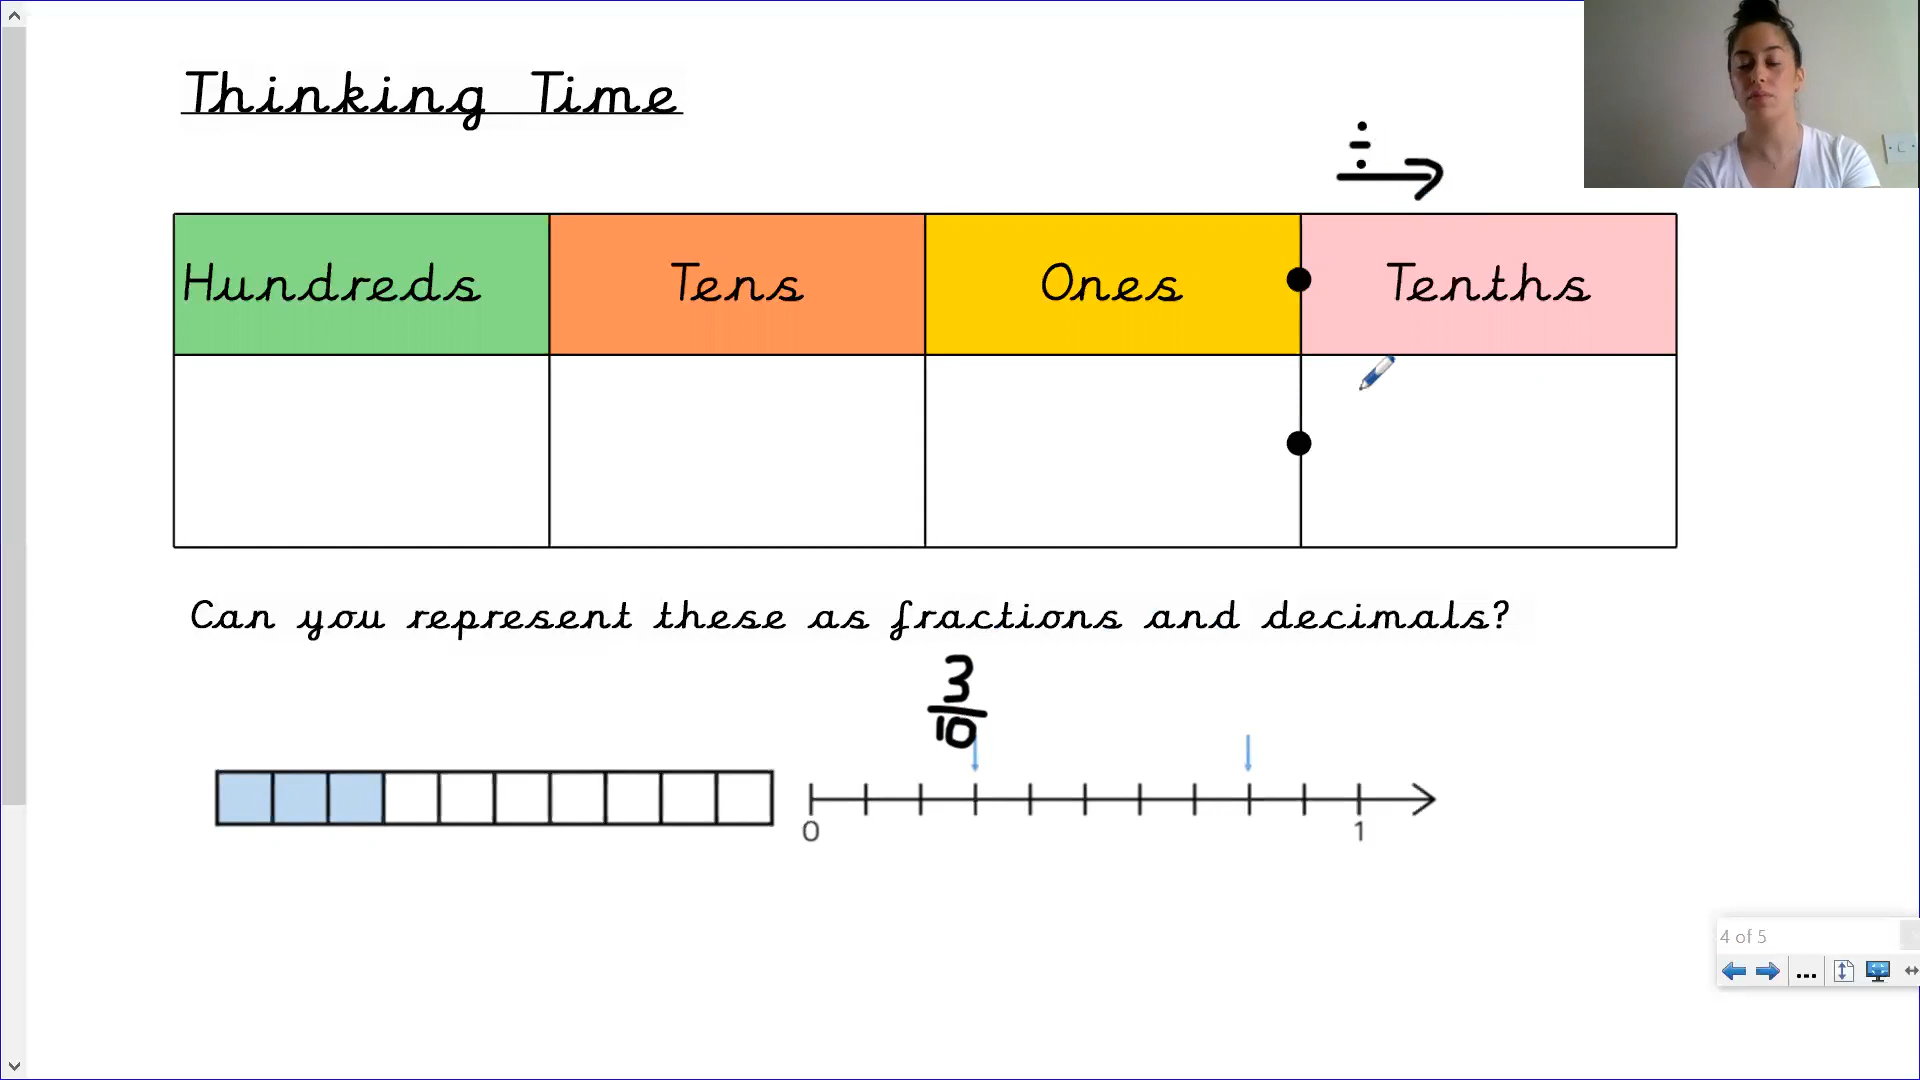 Thinking Time
÷
Hundreds Tens Ones Tenths
Can you represent these as fractions and decimals?
3
10
0 1
4 of 5
...